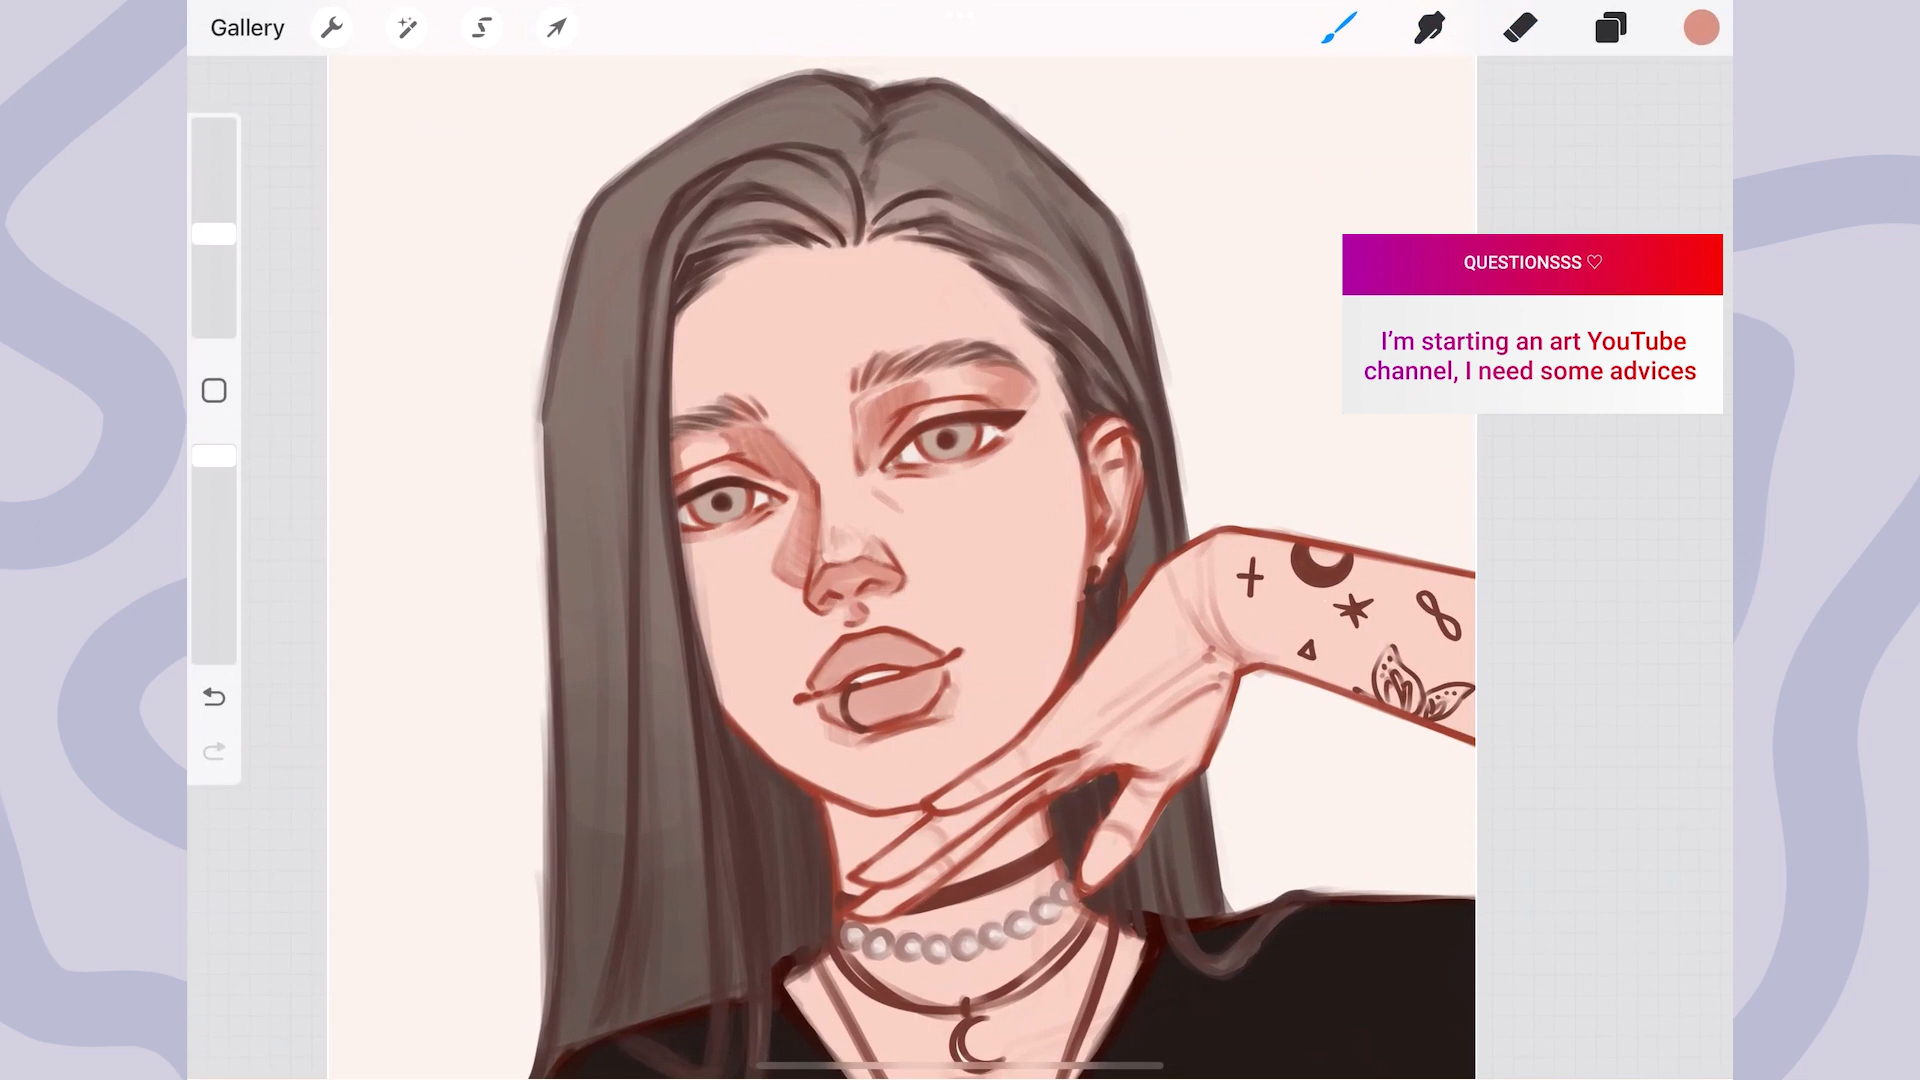 Gallery
QUESTIONSSS ♡
I’m starting an art YouTube
channel, I need some advices